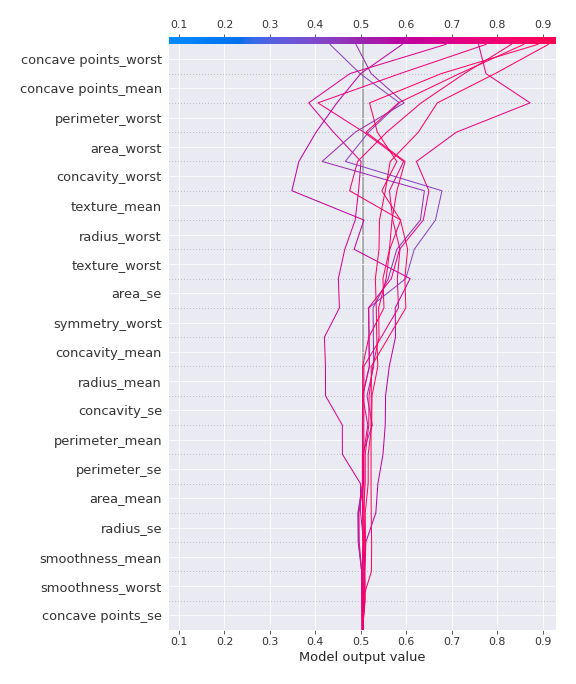 0.1 0.2 0.3 0.4 0.5 0.6 0.7 0.8 0.9
concave points_worst
concave points_mean
perimeter_worst
area_worst
concavity_worst
texture_mean
radius_worst
texture_worst
area_se
symmetry_worst
concavity_mean
radius_mean
concavity_se
perimeter_mean
perimeter_se
area_mean
radius_se
smoothness_mean
smoothness_worst
concave points_se
0.1 0.2 0.3 0.4 0.5 0.6 0.7 0.8 0.9
Model output value